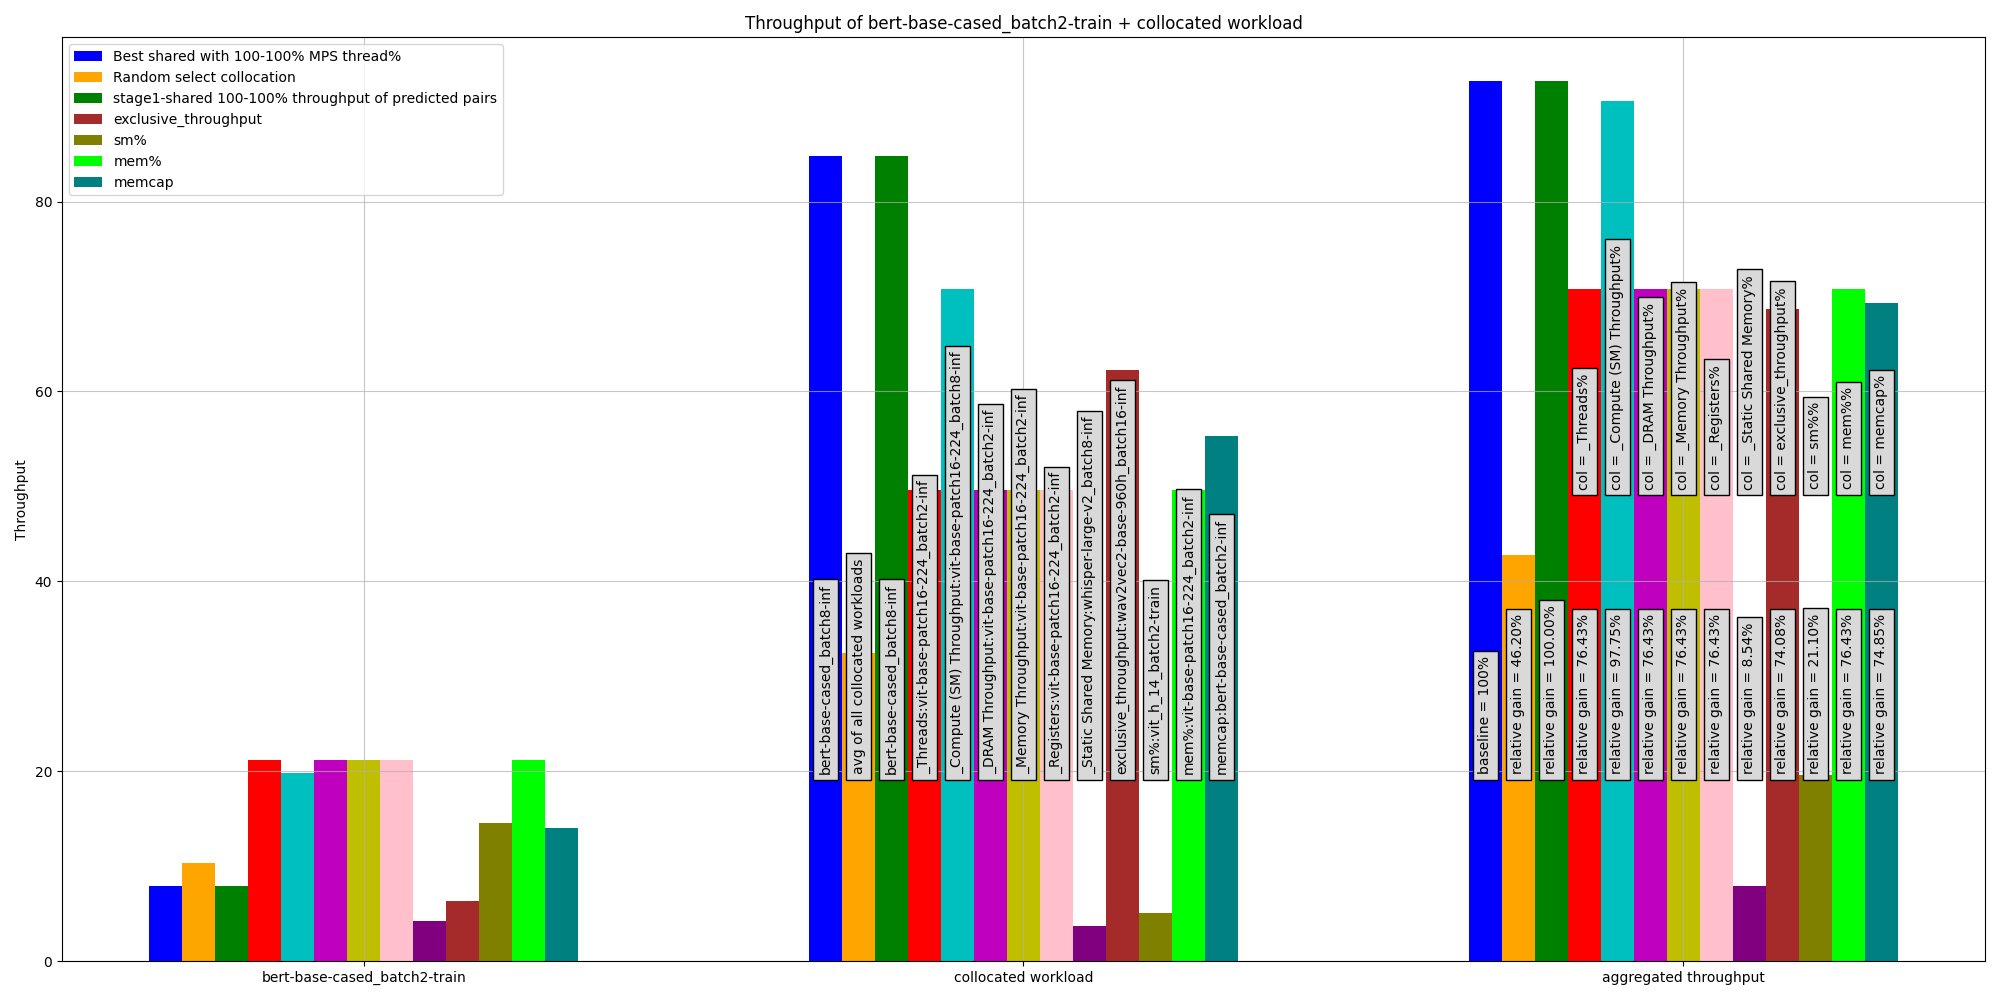 Throughput of bert-base-cased_batch2-train + collocated workload
Best shared with 100-100% MPS thread%
Random select collocation
stage1-shared 100-100% throughput of predicted pairs
exclusive_throughput
sm%
mem%
memcap
Throughput
80
60
40
20
0
bert-base-cased_batch8-inf
avg of all collocated workloads
bert-base-cased_batch8-inf
_Threads:vit-base-patch16-224_batch2-inf
_Compute (SM) Throughput:vit-base-patch16-224_batch8-inf
_DRAM Throughput:vit-base-patch16-224_batch2-inf
_Memory Throughput:vit-base-patch16-224_batch2-inf
_Registers:vit-base-patch16-224_batch2-inf
_Static Shared Memory:whisper-large-v2_batch8-inf
exclusive_throughput:wav2vec2-base-960h_batch16-inf
sm%:vit_h_14_batch2-train
mem%:vit-base-patch16-224_batch2-inf
memcap:bert-base-cased_batch2-inf
col = _Threads%
col = _Compute (SM) Throughput%
col = _DRAM Throughput%
col = _Memory Throughput%
col = _Registers%
col = _Static Shared Memory%
col = exclusive_throughput%
col = sm%%
col = mem%%
col = memcap%
baseline = 100%
relative gain = 46.20%
relative gain = 100.00%
relative gain = 76.43%
relative gain = 97.75%
relative gain = 76.43%
relative gain = 76.43%
relative gain = 76.43%
relative gain = 8.54%
relative gain = 74.08%
relative gain = 21.10%
relative gain = 76.43%
relative gain = 74.85%
bert-base-cased_batch2-train
collocated workload
aggregated throughput